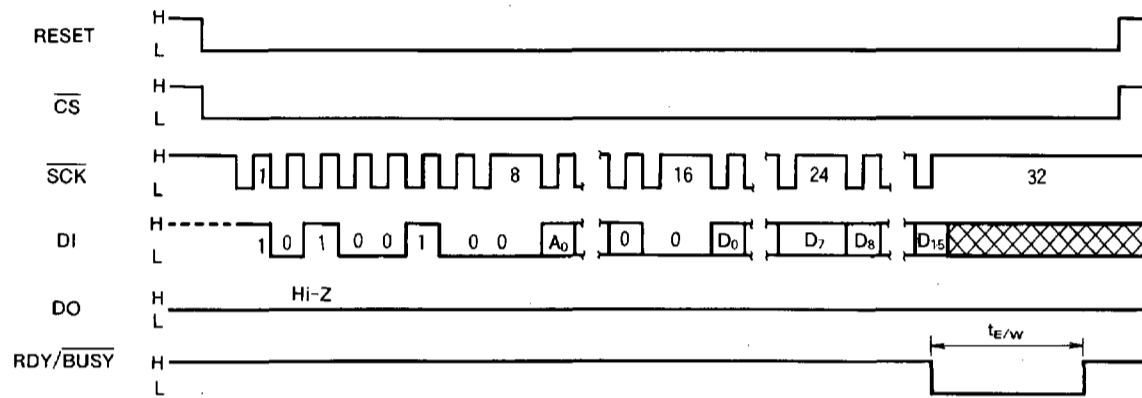 RESET H L
CS H L
SCK H L 1 8 16 24 32
DI H L 1 0 1 0 0 1 0 0 A0 0 0 D0 D7 D8 D15
DO H L Hi-Z
RDY/BUSY H L tE/W